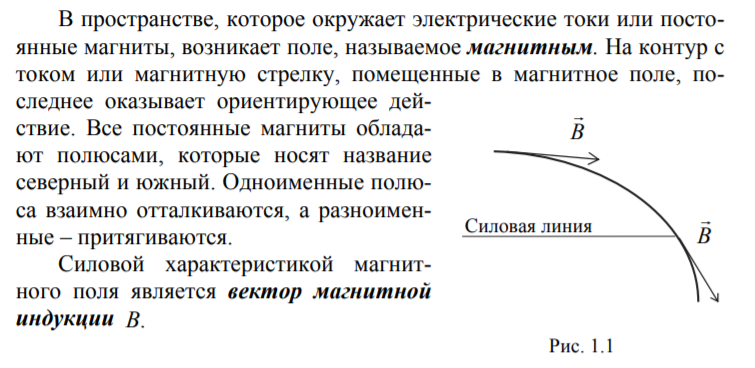 В пространстве, которое окружает электрические токи или посто-
янные магниты, возникает поле, называемое магнитным. На контур с
током или магнитную стрелку, помещенные в магнитное поле, по-
следнее оказывает ориентирующее дей-
ствие. Все постоянные магниты облада-
ют полюсами, которые носят название
северный и южный. Одноименные полю-
са взаимно отталкиваются, а разноимен-
ные – притягиваются.
Силовой характеристикой магнит-
ного поля является вектор магнитной
индукции B.
B⃗
Силовая линия
B⃗
Рис. 1.1